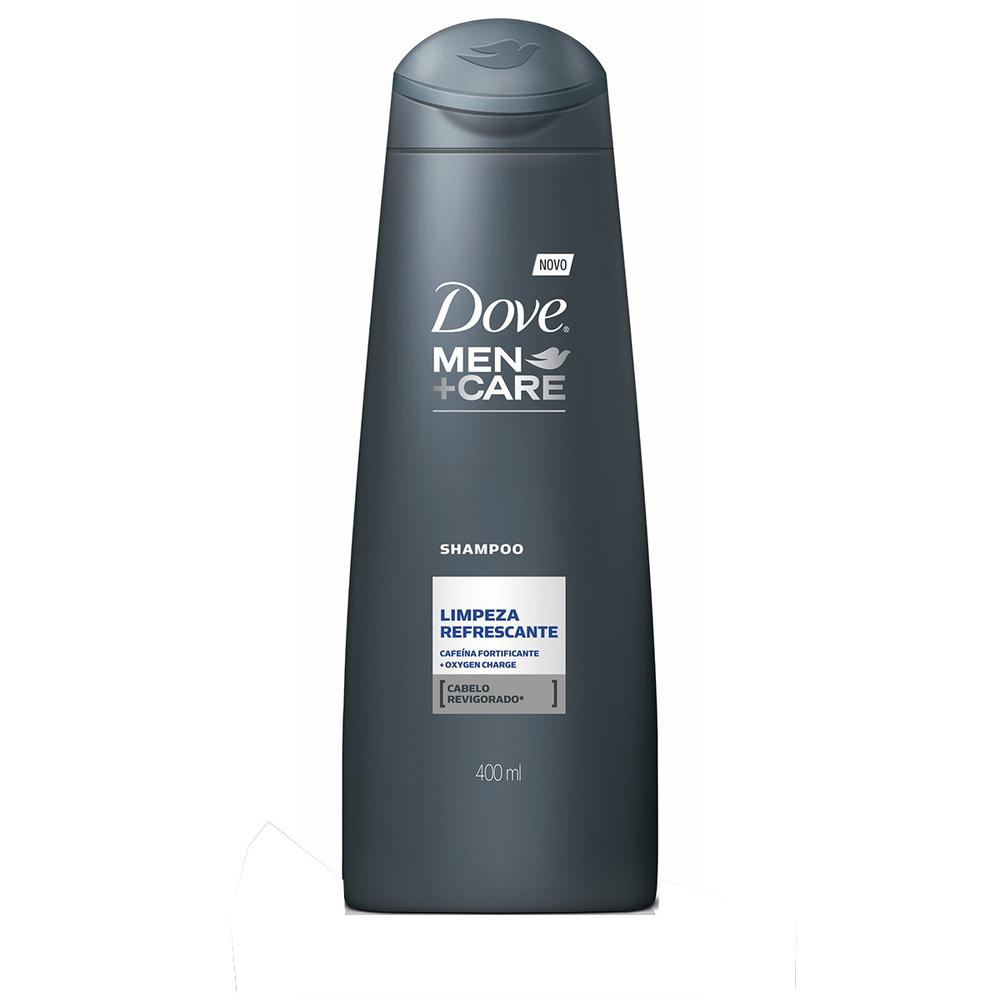 NOVO
Dove®
MEN
+CARE
SHAMPOO
LIMPEZA
REFRESCANTE
CAFEÍNA FORTIFICANTE
+ OXYGEN CHARGE
[CABELO
REVIGORADO*]
400 ml